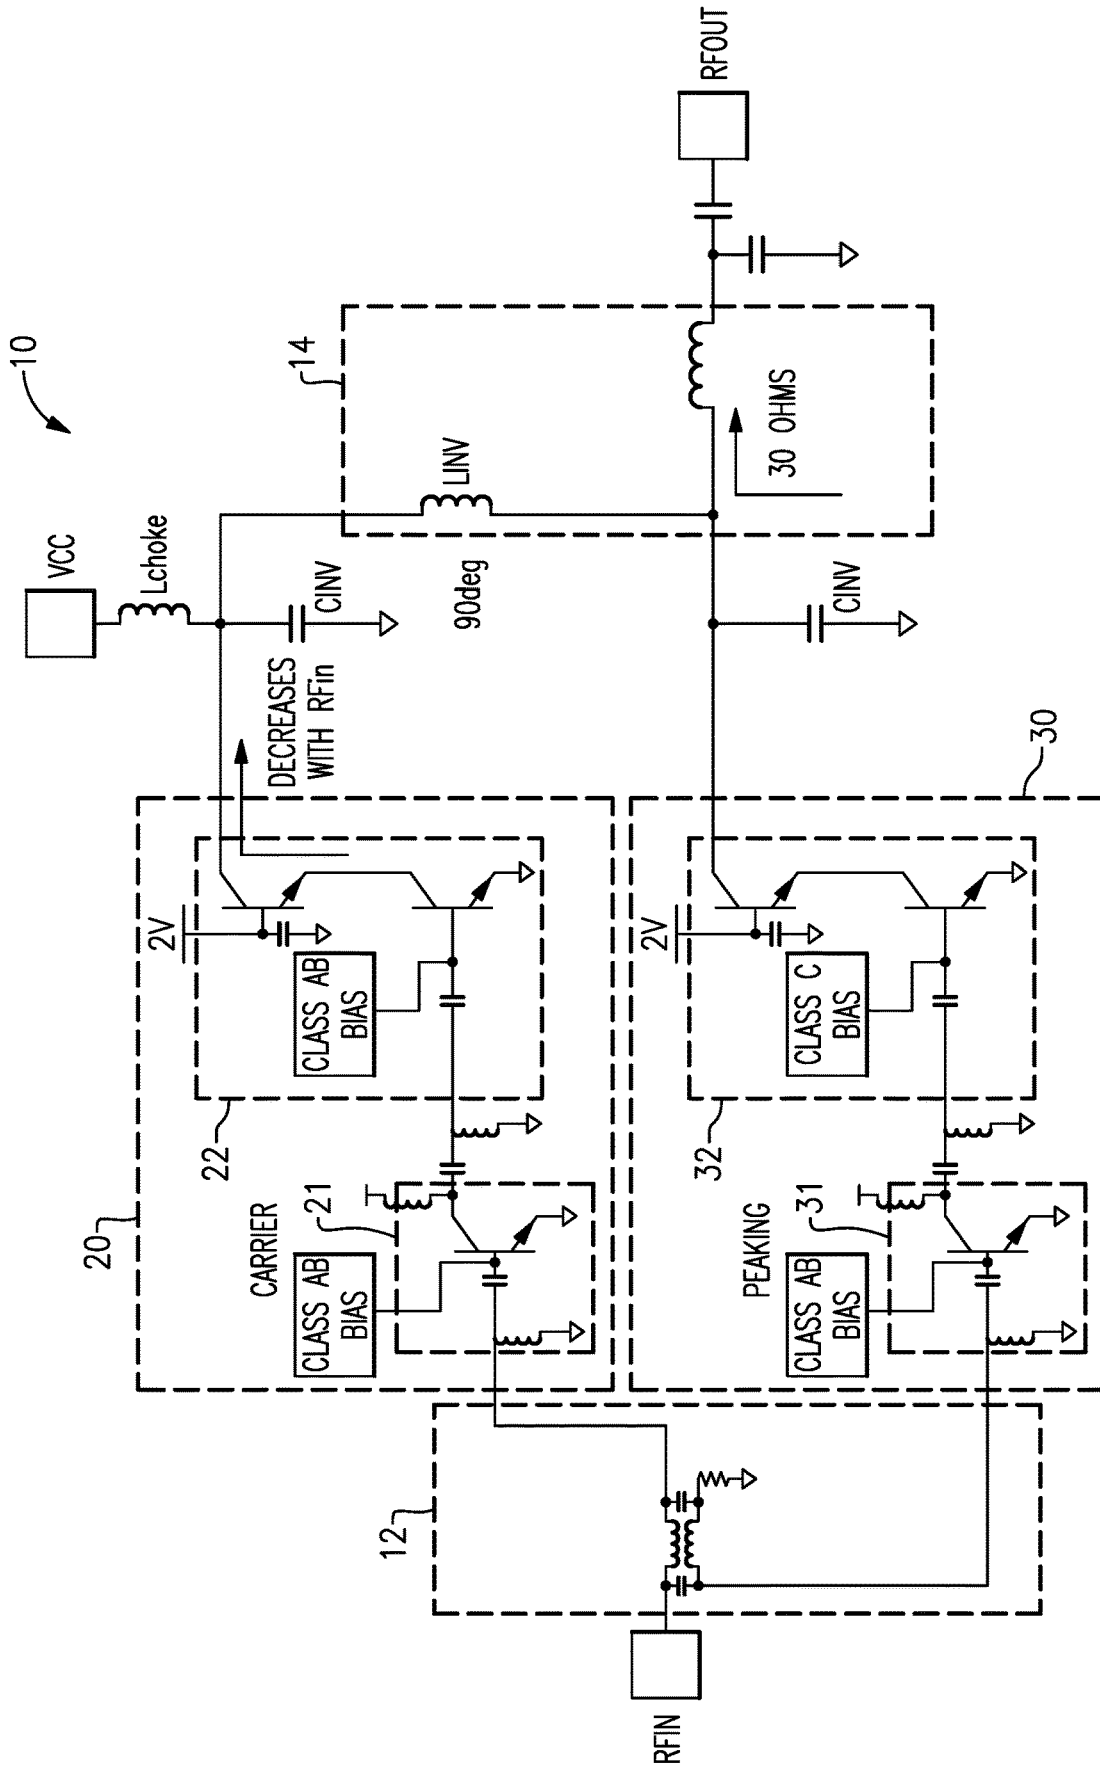 10
VCC
Lchoke
14
LINV
CINV
90deg
30 OHMS
RFOUT
DECREASES
WITH RFin
CINV
20
22
2V
CLASS AB
BIAS
CARRIER
21
CLASS AB
BIAS
30
32
2V
CLASS C
BIAS
PEAKING
31
CLASS AB
BIAS
12
RFIN